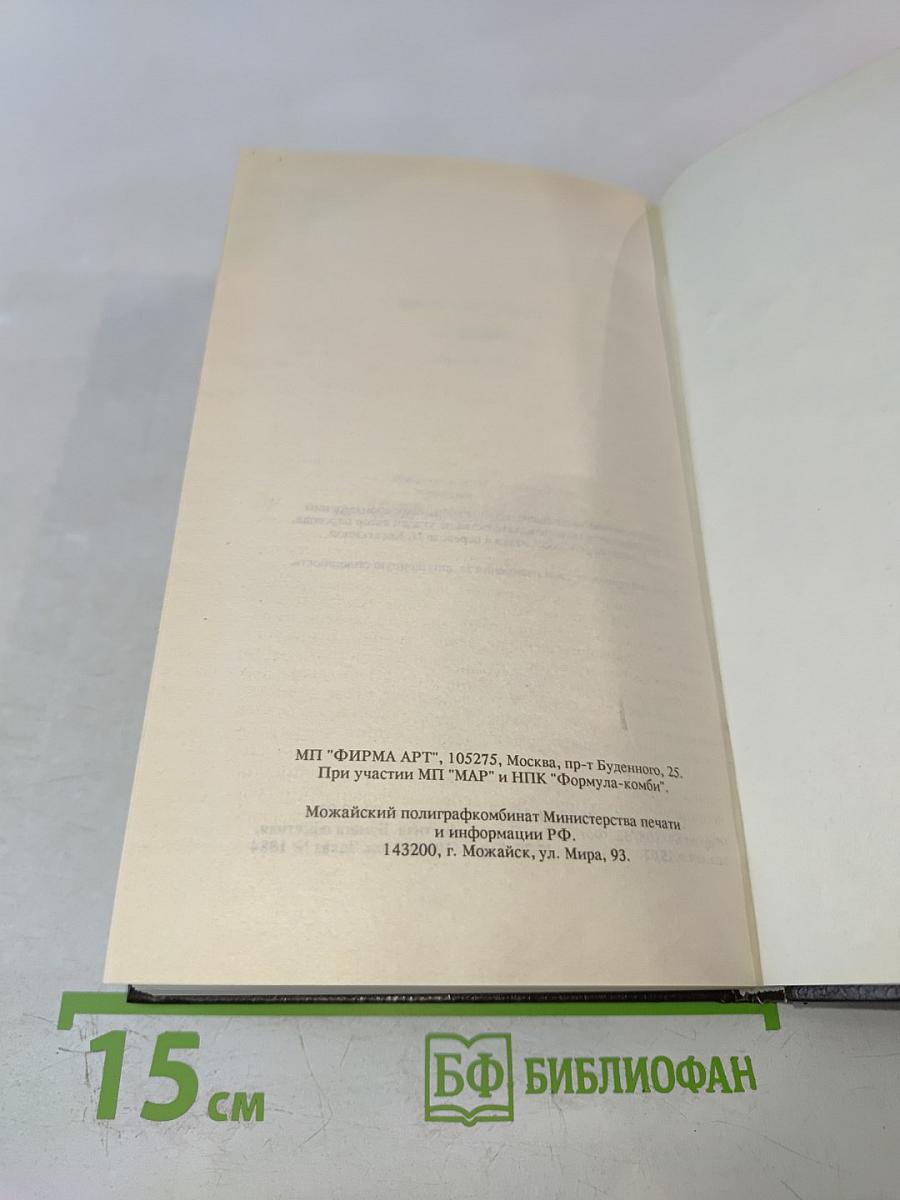 МП "ФИРМА АРТ", 105275, Москва, пр-т Буденного, 25.
При участии МП "МАР" и НПК "Формула-комби".
Можайский полиграфкомбинат Министерства печати
и информации РФ.
143200, г. Можайск, ул. Мира, 93.
15 см
БФ БИБЛИОФАН